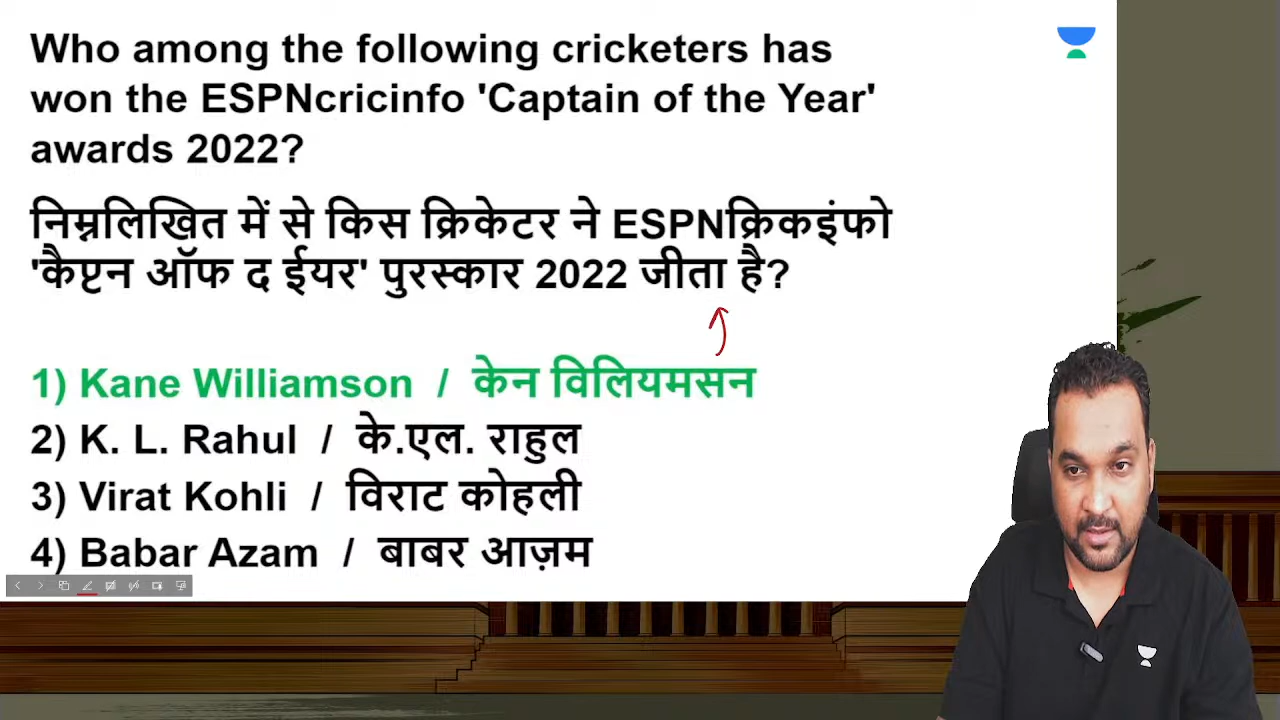 Who among the following cricketers has
won the ESPNcricinfo 'Captain of the Year'
awards 2022?
निम्नलिखित में से किस क्रिकेटर ने ESPNक्रिकइंफो
'कैप्टन ऑफ द ईयर' पुरस्कार 2022 जीता है?
1) Kane Williamson / केन विलियमसन
2) K. L. Rahul / के.एल. राहुल
3) Virat Kohli / विराट कोहली
4) Babar Azam / बाबर आज़म